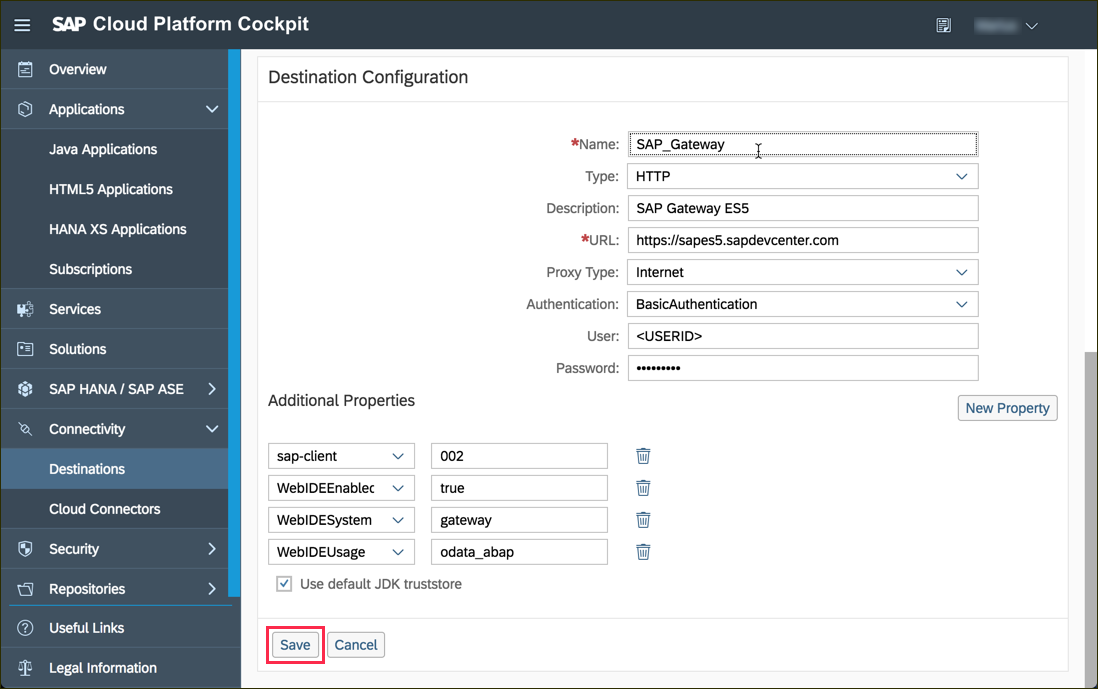 SAP Cloud Platform Cockpit
Overview
Applications
Java Applications
HTML5 Applications
HANA XS Applications
Subscriptions
Services
Solutions
SAP HANA / SAP ASE
Connectivity
Destinations
Cloud Connectors
Security
Repositories
Useful Links
Legal Information
Destination Configuration
*Name: SAP_Gateway
Type: HTTP
Description: SAP Gateway ES5
*URL: https://sapes5.sapdevcenter.com
Proxy Type: Internet
Authentication: BasicAuthentication
User: <USERID>
Password: •••••••••
Additional Properties
New Property
sap-client 002
WebIDEEnabled true
WebIDESystem gateway
WebIDEUsage odata_abap
Use default JDK truststore
Save Cancel